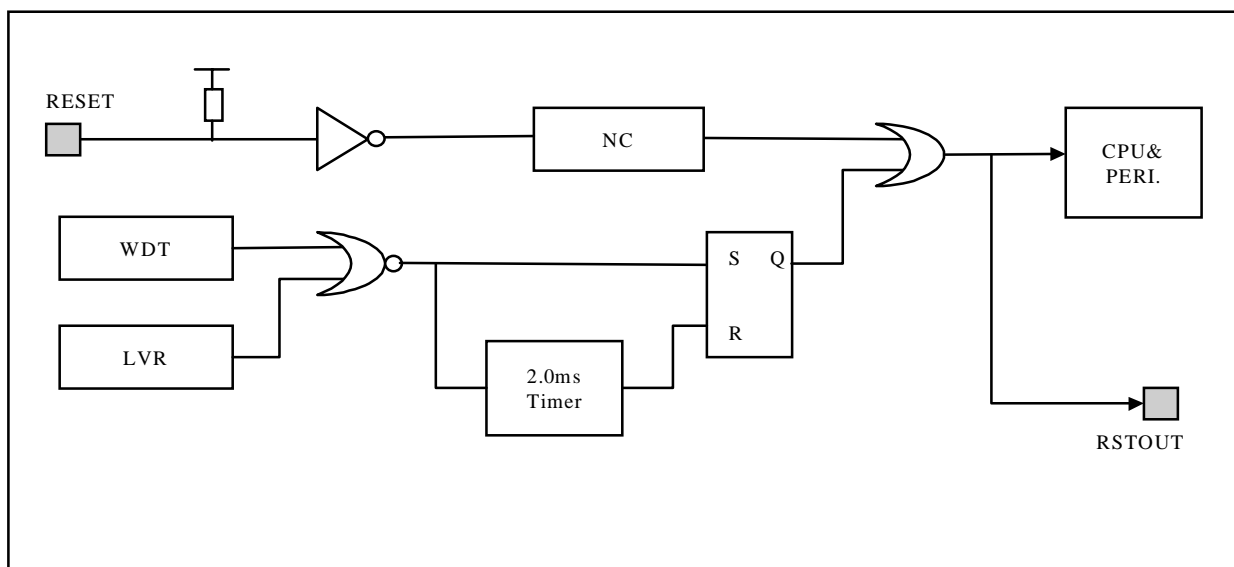 RESET
NC
CPU&
PERI.
WDT
S Q
R
LVR
2.0ms
Timer
RSTOUT